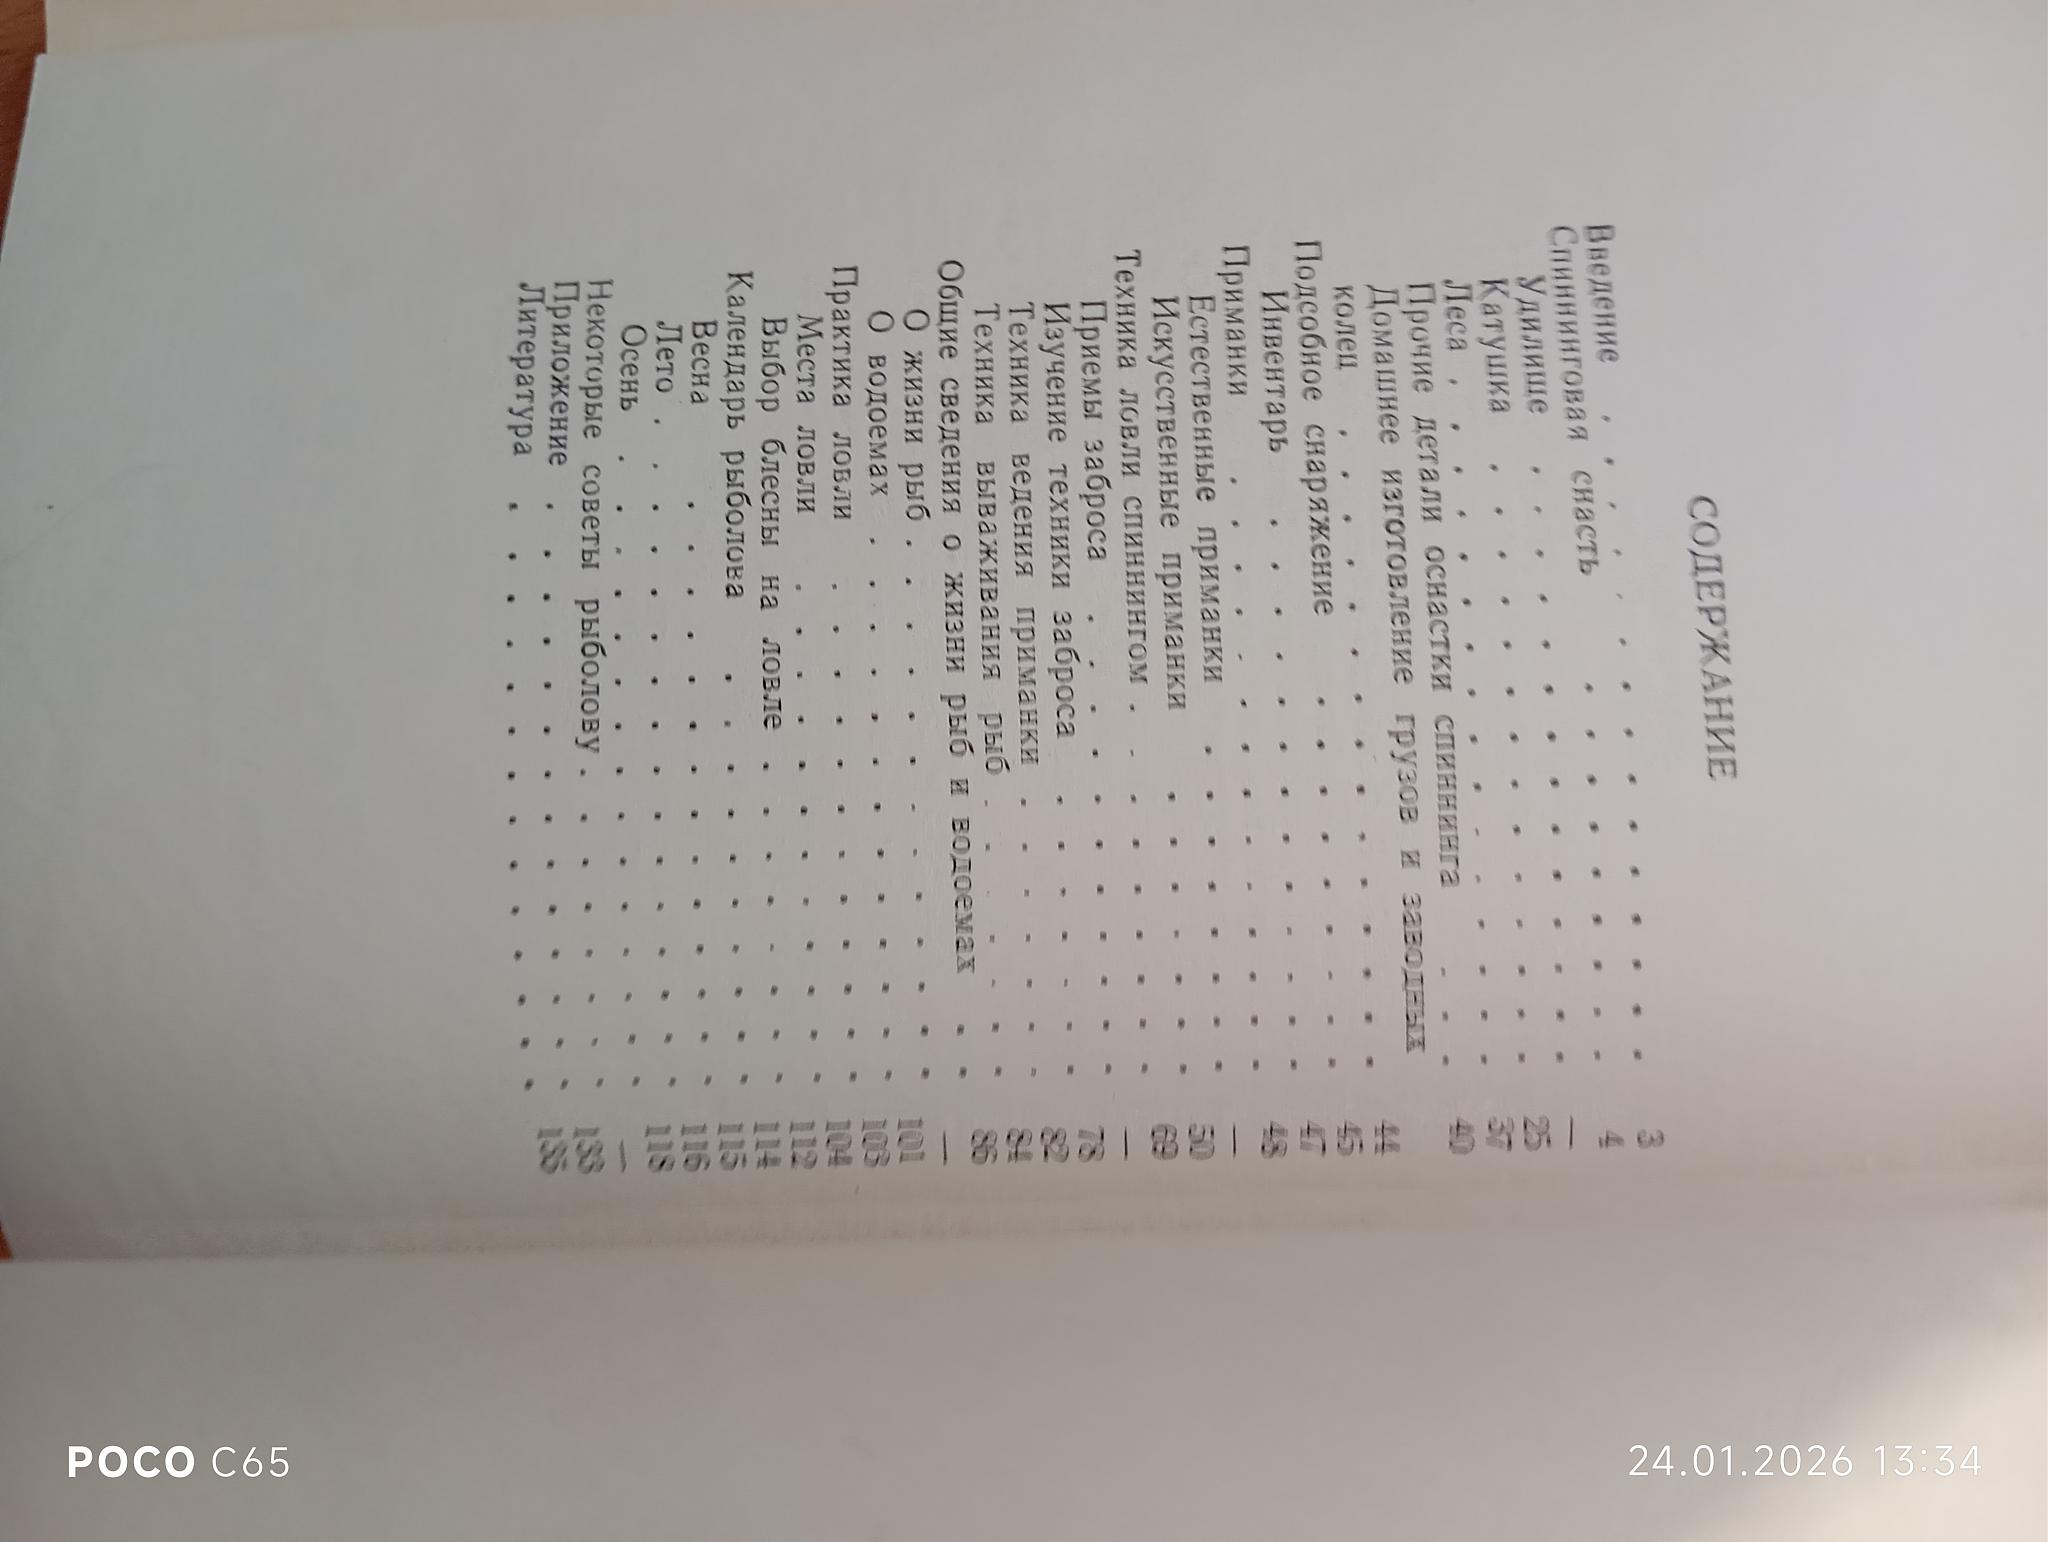 СОДЕРЖАНИЕ
Введение . . . . . . . . . . . . . . . 3
Спиннинговая снасть . . . . . . . . . 4
Удилище . . . . . . . . . . . . . —
Катушка . . . . . . . . . . . . . 25
Леса . . . . . . . . . . . . . . . 37
Прочие детали оснастки спиннинга . . . 40
Домашнее изготовление грузов и заводных
колец . . . . . . . . . . . . . . 44
Подсобное снаряжение . . . . . . . . . 45
Инвентарь . . . . . . . . . . . . 47
Приманки . . . . . . . . . . . . . . 48
Естественные приманки . . . . . . . . —
Искусственные приманки . . . . . . . 50
Техника ловли спиннингом . . . . . . . . 69
Приемы заброса . . . . . . . . . . . —
Изучение техники заброса . . . . . . . 78
Техника ведения приманки . . . . . . . 82
Техника вываживания рыб . . . . . . . 84
Общие сведения о жизни рыб и водоемах . . . 86
О жизни рыб . . . . . . . . . . . . —
О водоемах . . . . . . . . . . . . 101
Практика ловли . . . . . . . . . . . . 103
Места ловли . . . . . . . . . . . . 104
Выбор блесны на ловле . . . . . . . . 112
Календарь рыболова . . . . . . . . . . 114
Весна . . . . . . . . . . . . . . 115
Лето . . . . . . . . . . . . . . . 116
Осень . . . . . . . . . . . . . . 118
Некоторые советы рыболову . . . . . . . . —
Приложение . . . . . . . . . . . . . 133
Литература . . . . . . . . . . . . . 135
POCO C65
24.01.2026 13:34